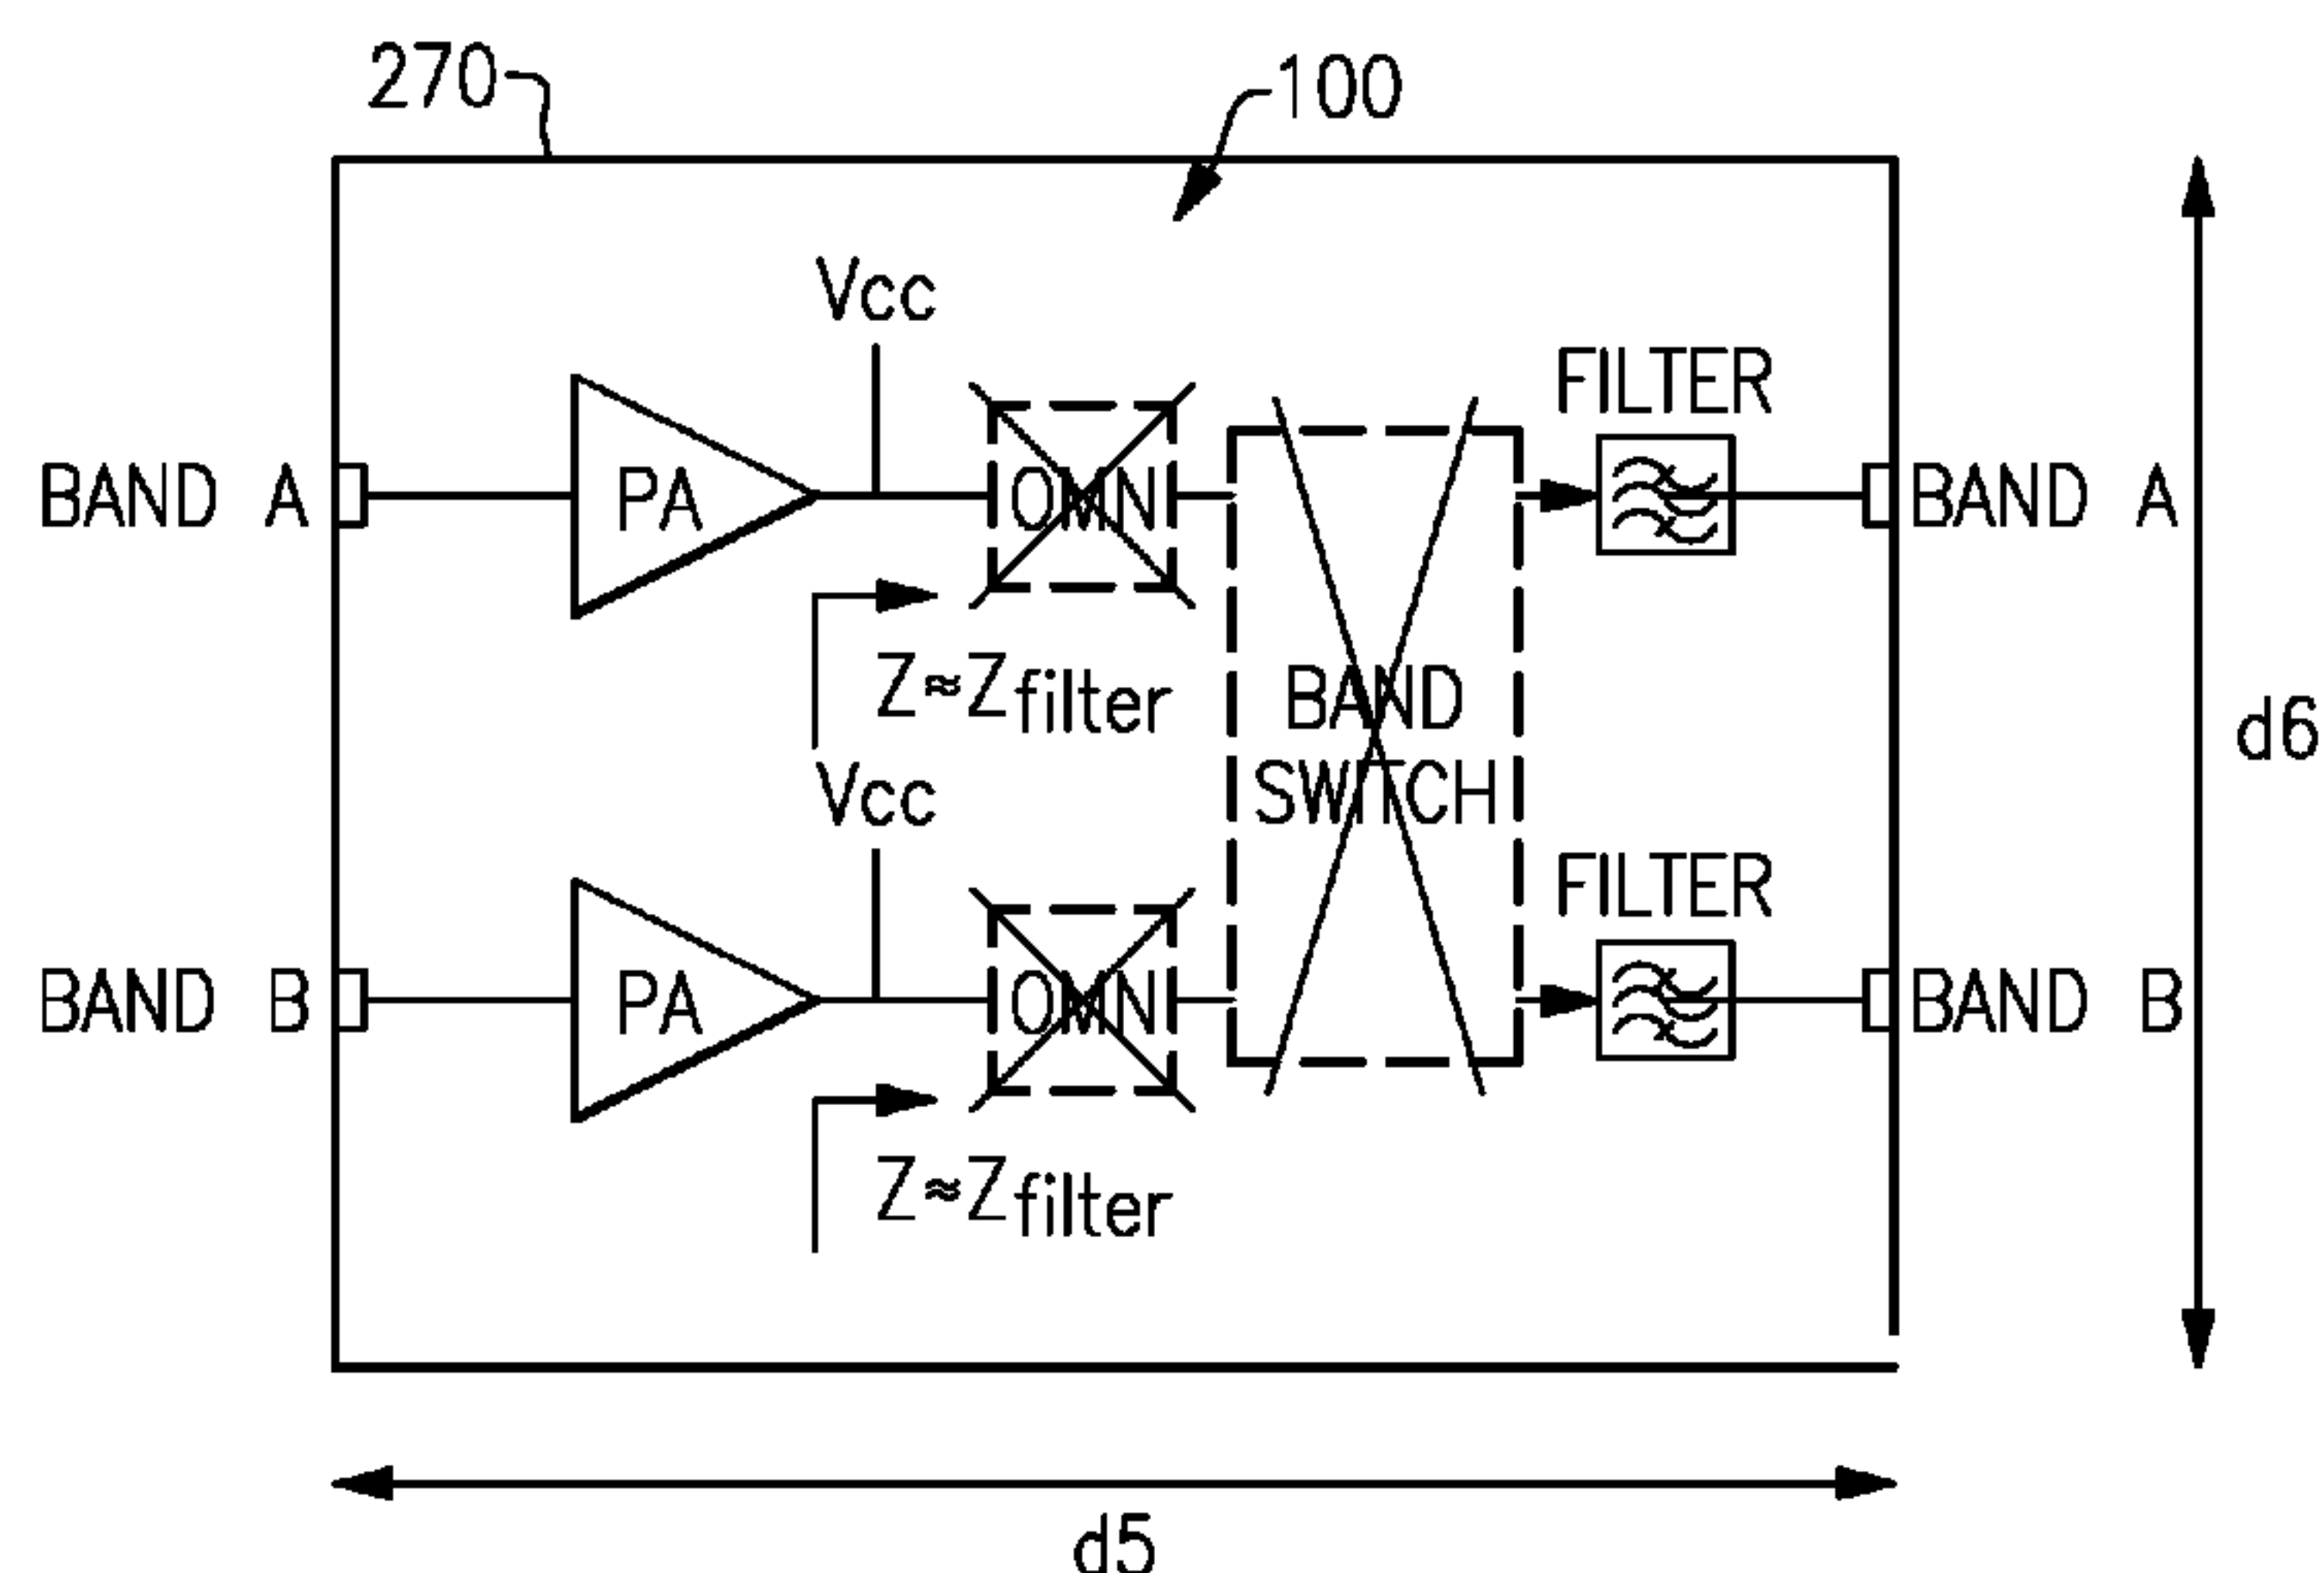 270
100
Vcc
FILTER
BAND A
PA
OMN
BAND A
Z≈Zfilter
BAND
SWITCH
d6
Vcc
FILTER
BAND B
PA
OMN
BAND B
Z≈Zfilter
d5